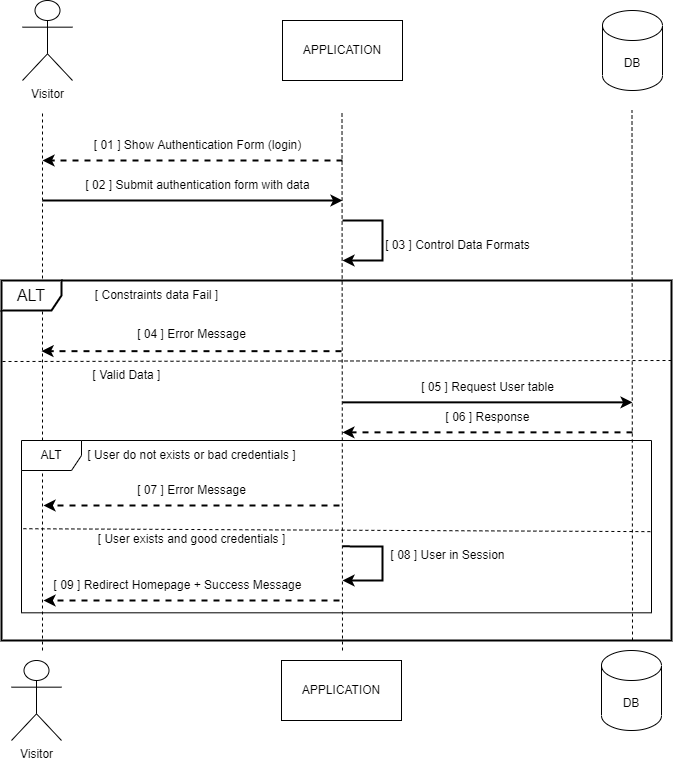 APPLICATION
DB
Visitor
[ 01 ] Show Authentication Form (login)
[ 02 ] Submit authentication form with data
[ 03 ] Control Data Formats
ALT
[ Constraints data Fail ]
[ 04 ] Error Message
[ Valid Data ]
[ 05 ] Request User table
[ 06 ] Response
ALT
[ User do not exists or bad credentials ]
[ 07 ] Error Message
[ User exists and good credentials ]
[ 08 ] User in Session
[ 09 ] Redirect Homepage + Success Message
APPLICATION
DB
Visitor